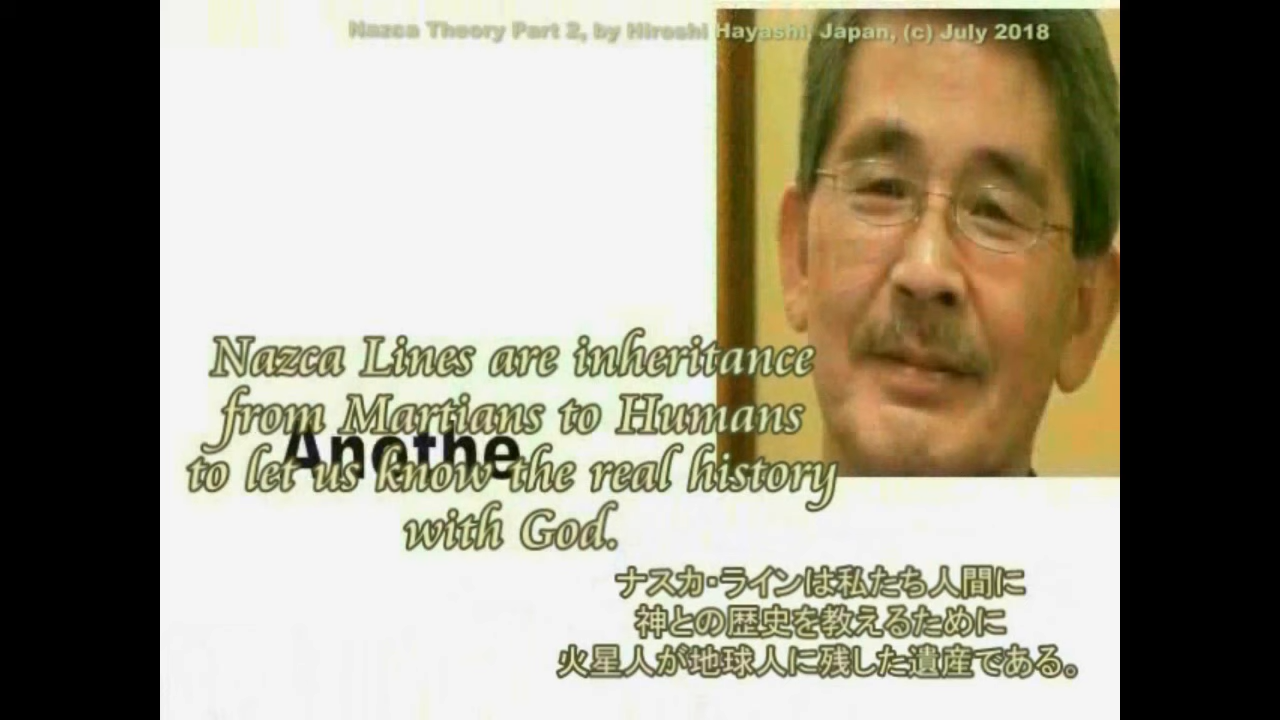 Nazca Theory Part 2, by Hiroshi Hayashi Japan, (c) July 2018
Nazca Lines are inheritance
from Martians to Humans
Anothe
to let us know the real history
with God.
ナスカ・ラインは私たち人間に
神との歴史を教えるために
火星人が地球人に残した遺産である。